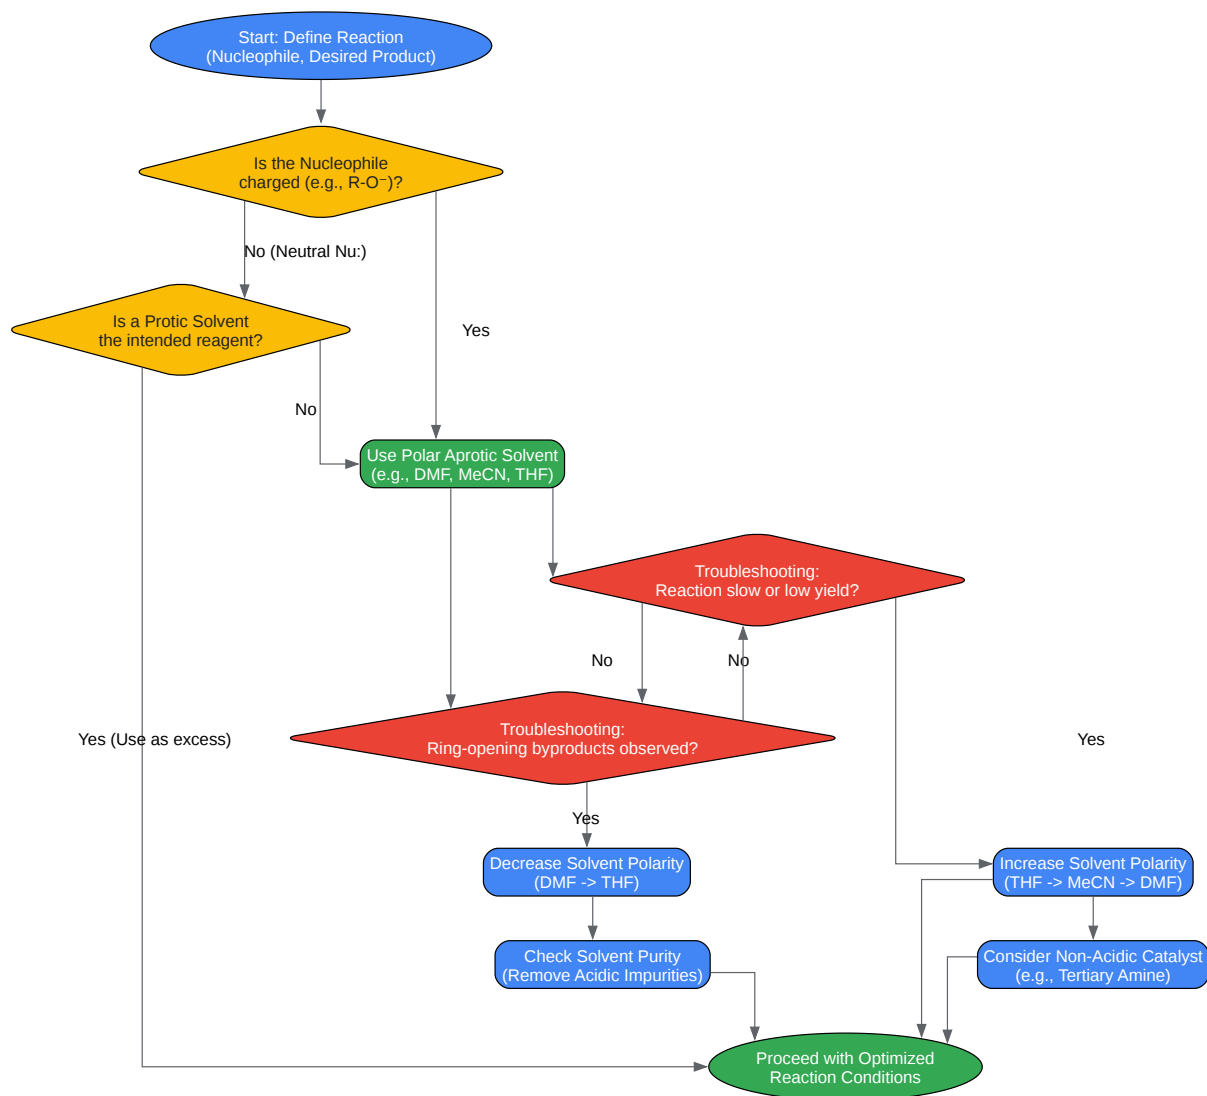 Start: Define Reaction
(Nucleophile, Desired Product)
Is the Nucleophile
charged (e.g., R-O⁻)?
No (Neutral Nu:)
Is a Protic Solvent
the intended reagent?
Yes
No
Use Polar Aprotic Solvent
(e.g., DMF, MeCN, THF)
Troubleshooting:
Reaction slow or low yield?
No
No
Troubleshooting:
Ring-opening byproducts observed?
Yes (Use as excess)
Yes
Yes
Decrease Solvent Polarity
(DMF -> THF)
Increase Solvent Polarity
(THF -> MeCN -> DMF)
Check Solvent Purity
(Remove Acidic Impurities)
Consider Non-Acidic Catalyst
(e.g., Tertiary Amine)
Proceed with Optimized
Reaction Conditions